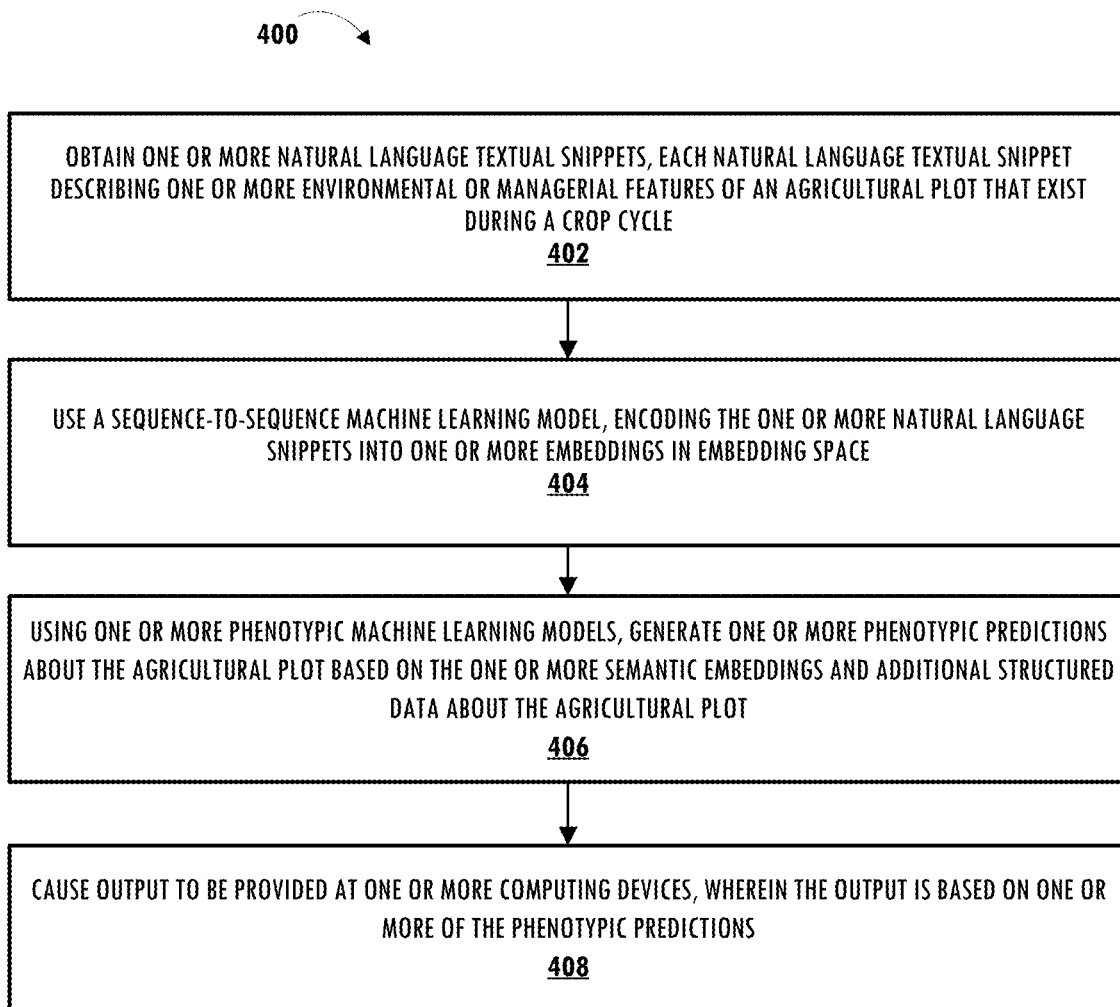 400
OBTAIN ONE OR MORE NATURAL LANGUAGE TEXTUAL SNIPPETS, EACH NATURAL LANGUAGE TEXTUAL SNIPPET
DESCRIBING ONE OR MORE ENVIRONMENTAL OR MANAGERIAL FEATURES OF AN AGRICULTURAL PLOT THAT EXIST
DURING A CROP CYCLE
402
USE A SEQUENCE-TO-SEQUENCE MACHINE LEARNING MODEL, ENCODING THE ONE OR MORE NATURAL LANGUAGE
SNIPPETS INTO ONE OR MORE EMBEDDINGS IN EMBEDDING SPACE
404
USING ONE OR MORE PHENOTYPIC MACHINE LEARNING MODELS, GENERATE ONE OR MORE PHENOTYPIC PREDICTIONS
ABOUT THE AGRICULTURAL PLOT BASED ON THE ONE OR MORE SEMANTIC EMBEDDINGS AND ADDITIONAL STRUCTURED
DATA ABOUT THE AGRICULTURAL PLOT
406
CAUSE OUTPUT TO BE PROVIDED AT ONE OR MORE COMPUTING DEVICES, WHEREIN THE OUTPUT IS BASED ON ONE OR
MORE OF THE PHENOTYPIC PREDICTIONS
408